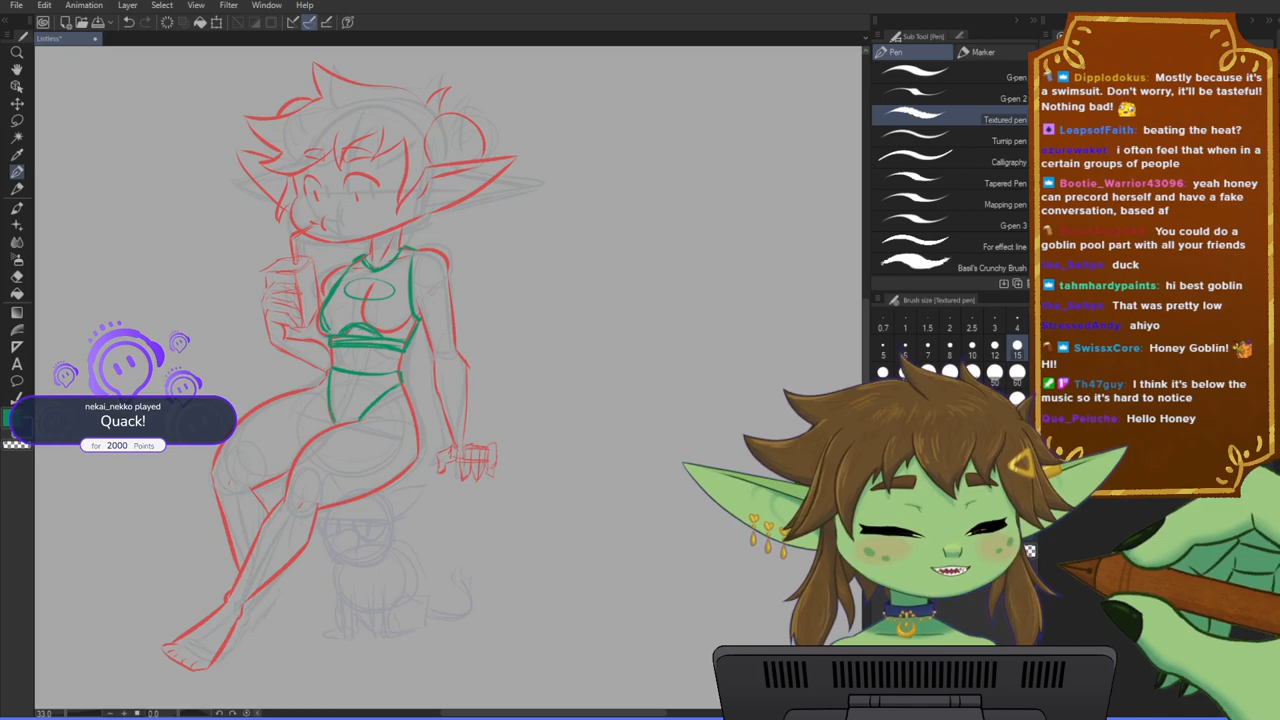 File Edit Animation Layer Select View Filter Window Help
Listless*
Sub Tool [Pen]
Pen Marker
G-pen
G-pen 2
Textured pen
Turnip pen
Calligraphy
Tapered Pen
Mapping pen
G-pen 3
For effect line
Basil's Crunchy Brush
Brush size [Textured pen]
0.7 1 1.5 2 2.5 3 4
5 6 7 8 10 12 15
50 60
nekai_nekko played
Quack!
for 2000 Points
33.0 0.0
Dipplodokus: Mostly because it's
a swimsuit. Don't worry, it'll be tasteful!
Nothing bad!
LeapsofFaith: beating the heat?
i often feel that when in a
certain groups of people
Bootie_Warrior43096: yeah honey
can precord herself and have a fake
conversation, based af
You could do a
goblin pool part with all your friends
duck
tahmhardypaints: hi best goblin
That was pretty low
StressedAndy: ahiyo
SwissxCore: Honey Goblin!
HI!
Th47guy: I think it's below the
music so it's hard to notice
Que_Peluche: Hello Honey